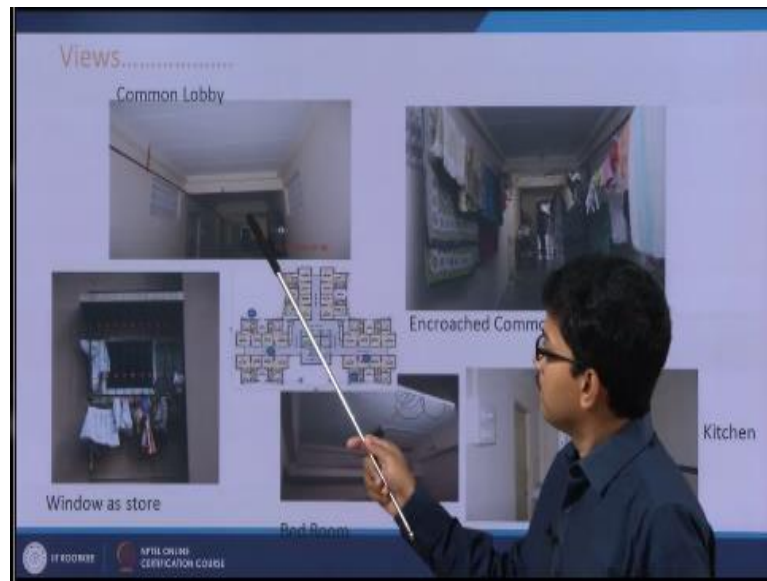 Views..................
Common Lobby
Encroached Commo
Window as store
Bed Room
Kitchen
IIT ROORKEE
NPTEL ONLINE
CERTIFICATION COURSE